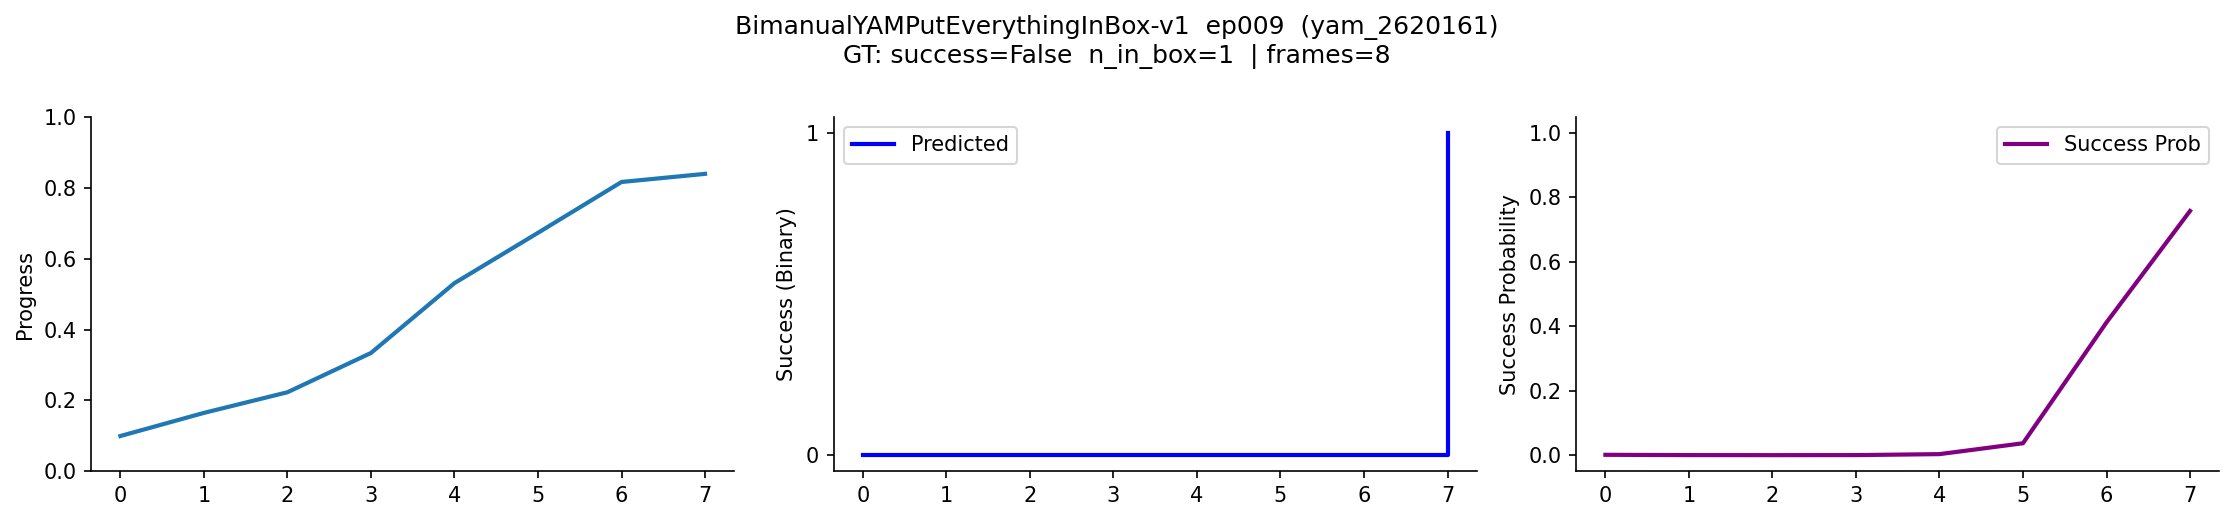 BimanualYAMPutEverythingInBox-v1  ep009  (yam_2620161)
GT: success=False  n_in_box=1  | frames=8
Progress
1.0
0.8
0.6
0.4
0.2
0.0
0 1 2 3 4 5 6 7
Success (Binary)
1
0
Predicted
0 1 2 3 4 5 6 7
Success Probability
1.0
0.8
0.6
0.4
0.2
0.0
Success Prob
0 1 2 3 4 5 6 7